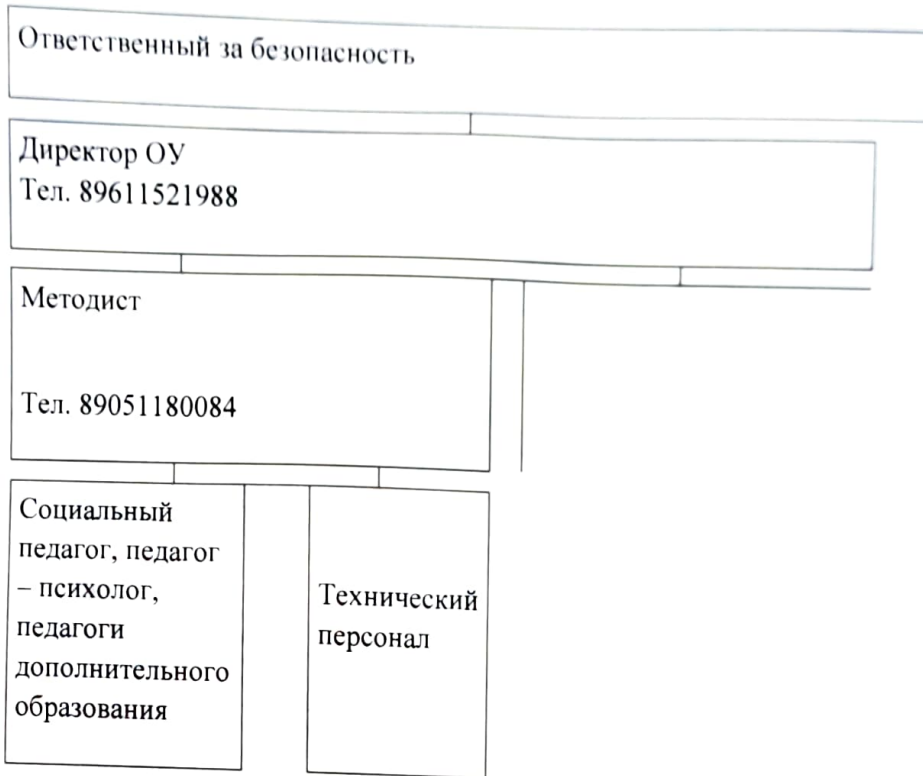 Ответственный за безопасность
Директор ОУ
Тел. 89611521988
Методист
Тел. 89051180084
Социальный
педагог, педагог
– психолог,
педагоги
дополнительного
образования
Технический
персонал